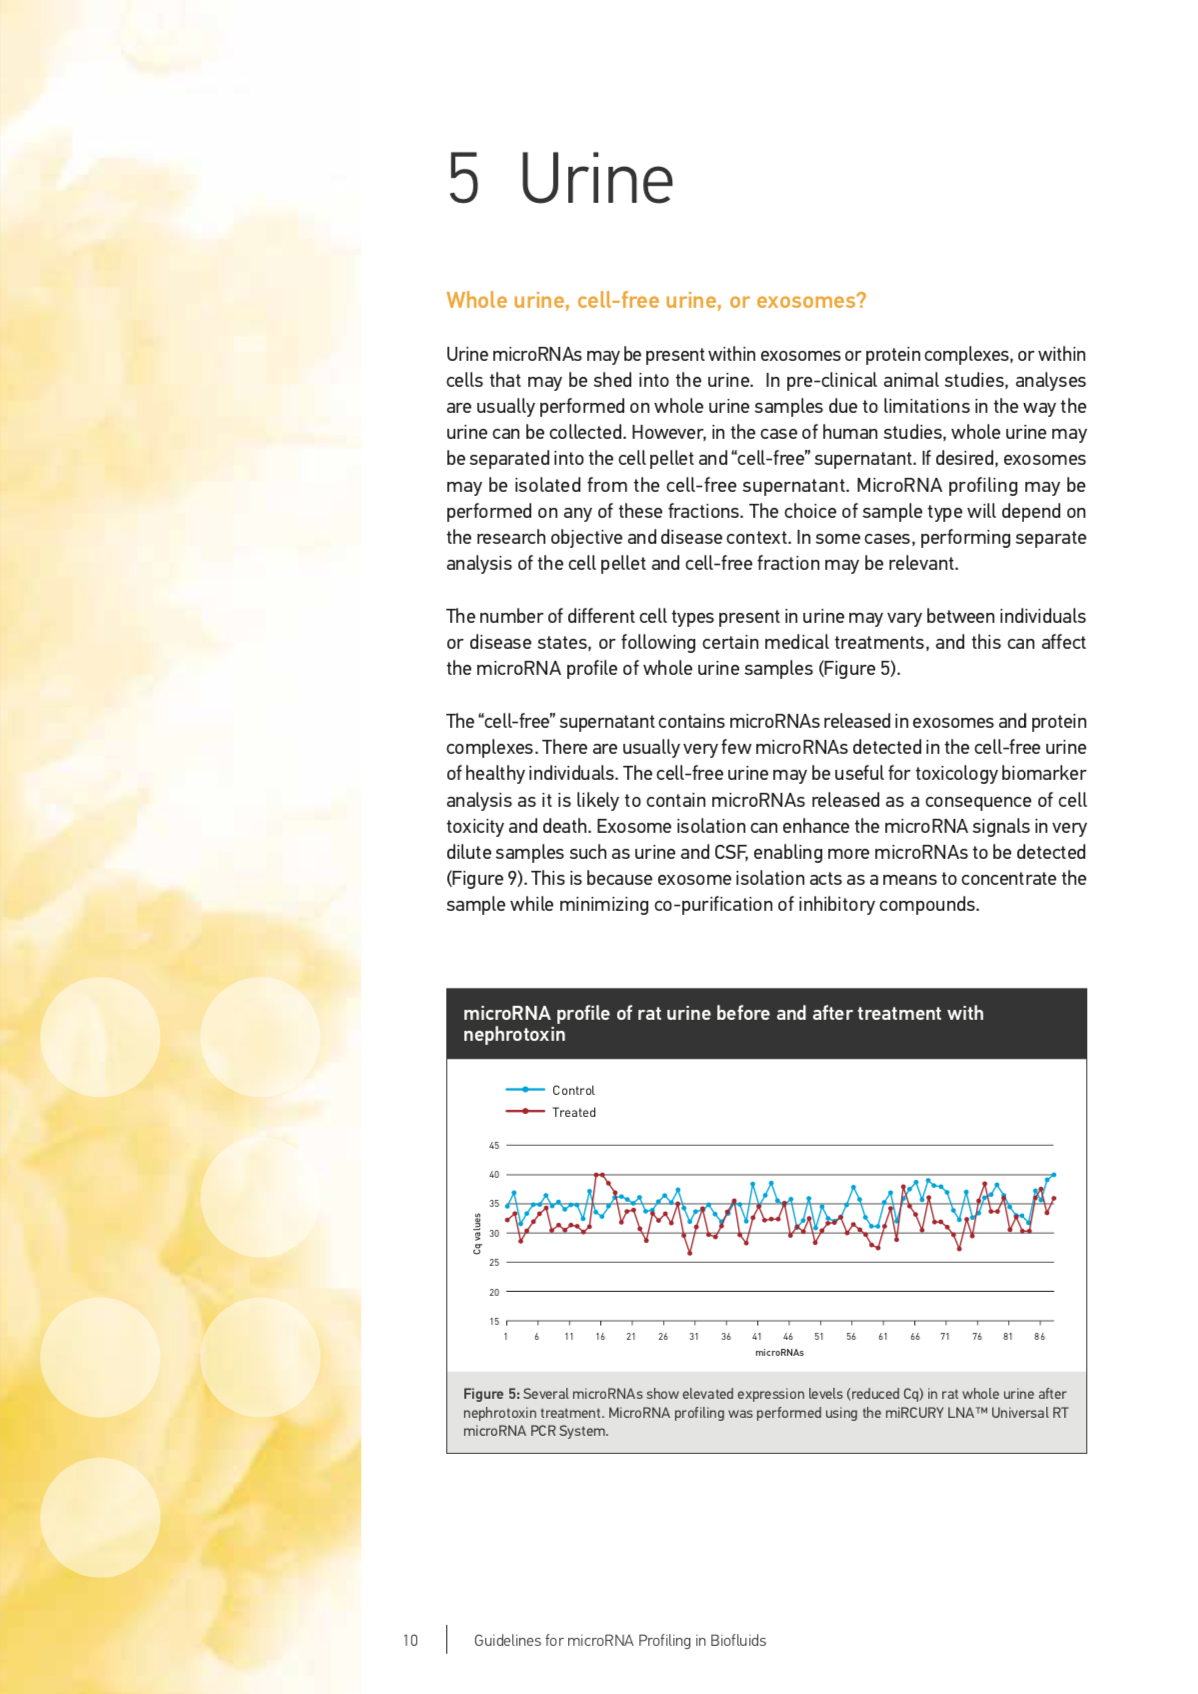 5 Urine
Whole urine, cell-free urine, or exosomes?
Urine microRNAs may be present within exosomes or protein complexes, or within
cells that may be shed into the urine.  In pre-clinical animal studies, analyses
are usually performed on whole urine samples due to limitations in the way the
urine can be collected. However, in the case of human studies, whole urine may
be separated into the cell pellet and “cell-free” supernatant. If desired, exosomes
may be isolated from the cell-free supernatant. MicroRNA profiling may be
performed on any of these fractions. The choice of sample type will depend on
the research objective and disease context. In some cases, performing separate
analysis of the cell pellet and cell-free fraction may be relevant.
The number of different cell types present in urine may vary between individuals
or disease states, or following certain medical treatments, and this can affect
the microRNA profile of whole urine samples (Figure 5).
The “cell-free” supernatant contains microRNAs released in exosomes and protein
complexes. There are usually very few microRNAs detected in the cell-free urine
of healthy individuals. The cell-free urine may be useful for toxicology biomarker
analysis as it is likely to contain microRNAs released as a consequence of cell
toxicity and death. Exosome isolation can enhance the microRNA signals in very
dilute samples such as urine and CSF, enabling more microRNAs to be detected
(Figure 9). This is because exosome isolation acts as a means to concentrate the
sample while minimizing co-purification of inhibitory compounds.
microRNA profile of rat urine before and after treatment with
nephrotoxin
Control
Treated
45
40
35
30
25
20
15
Cq values
1 6 11 16 21 26 31 36 41 46 51 56 61 66 71 76 81 86
microRNAs
Figure 5: Several microRNAs show elevated expression levels (reduced Cq) in rat whole urine after
nephrotoxin treatment. MicroRNA profiling was performed using the miRCURY LNA™ Universal RT
microRNA PCR System.
10
Guidelines for microRNA Profiling in Biofluids